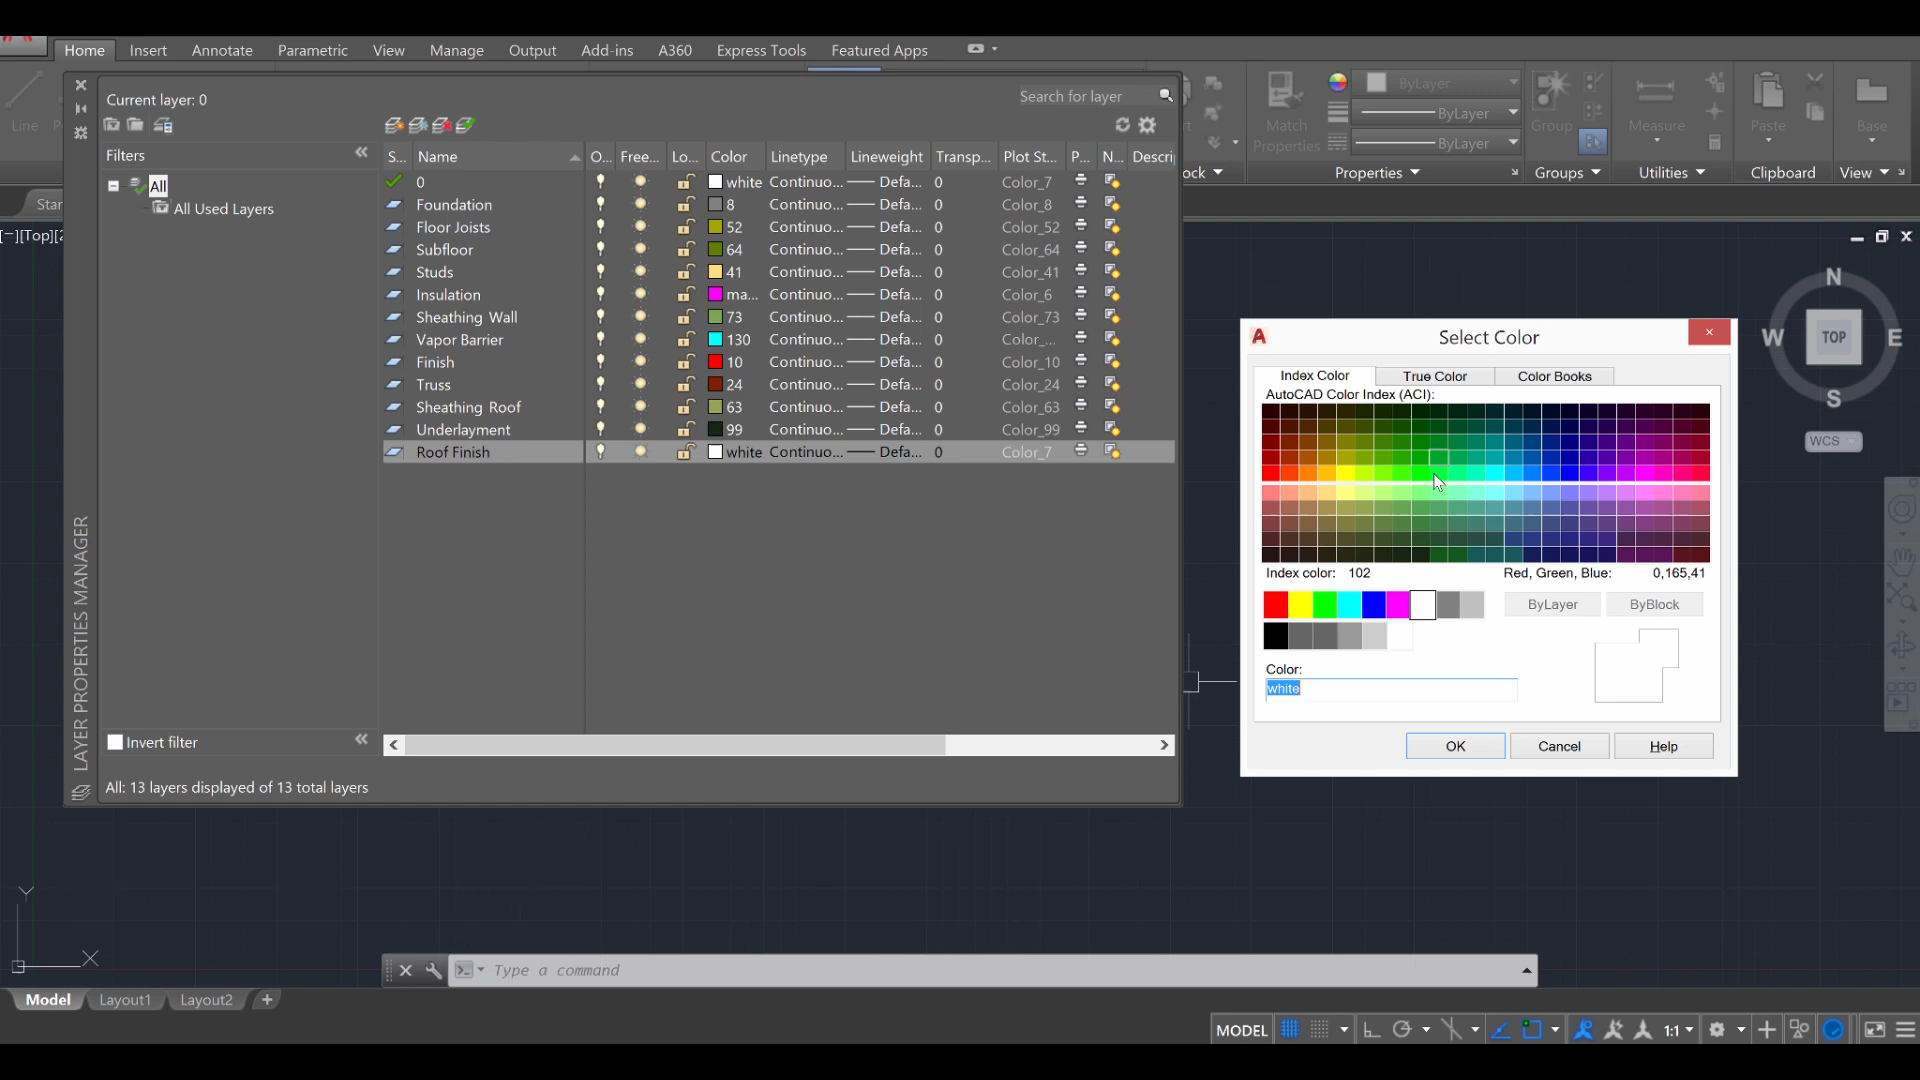 Home Insert Annotate Parametric View Manage Output Add-ins A360 Express Tools Featured Apps
Line
Match
Properties
ByLayer
ByLayer
ByLayer
Group
Measure
Paste
Base
ock Properties Groups Utilities Clipboard View
Star
[−][Top][2
Current layer: 0
Search for layer
Filters
All
All Used Layers
S... Name O... Free... Lo... Color Linetype Lineweight Transp... Plot St... P... N... Descri
0 white Continuo... Defa... 0 Color_7
Foundation 8 Continuo... Defa... 0 Color_8
Floor Joists 52 Continuo... Defa... 0 Color_52
Subfloor 64 Continuo... Defa... 0 Color_64
Studs 41 Continuo... Defa... 0 Color_41
Insulation ma... Continuo... Defa... 0 Color_6
Sheathing Wall 73 Continuo... Defa... 0 Color_73
Vapor Barrier 130 Continuo... Defa... 0 Color_...
Finish 10 Continuo... Defa... 0 Color_10
Truss 24 Continuo... Defa... 0 Color_24
Sheathing Roof 63 Continuo... Defa... 0 Color_63
Underlayment 99 Continuo... Defa... 0 Color_99
Roof Finish white Continuo... Defa... 0 Color_7
LAYER PROPERTIES MANAGER
Invert filter
All: 13 layers displayed of 13 total layers
Select Color
Index Color True Color Color Books
AutoCAD Color Index (ACI):
Index color: 102 Red, Green, Blue: 0,165,41
ByLayer ByBlock
Color:
white
OK Cancel Help
N
W TOP E
S
WCS
Y
X
Type a command
Model Layout1 Layout2 +
MODEL 1:1